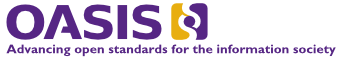 OASIS
Advancing open standards for the information society